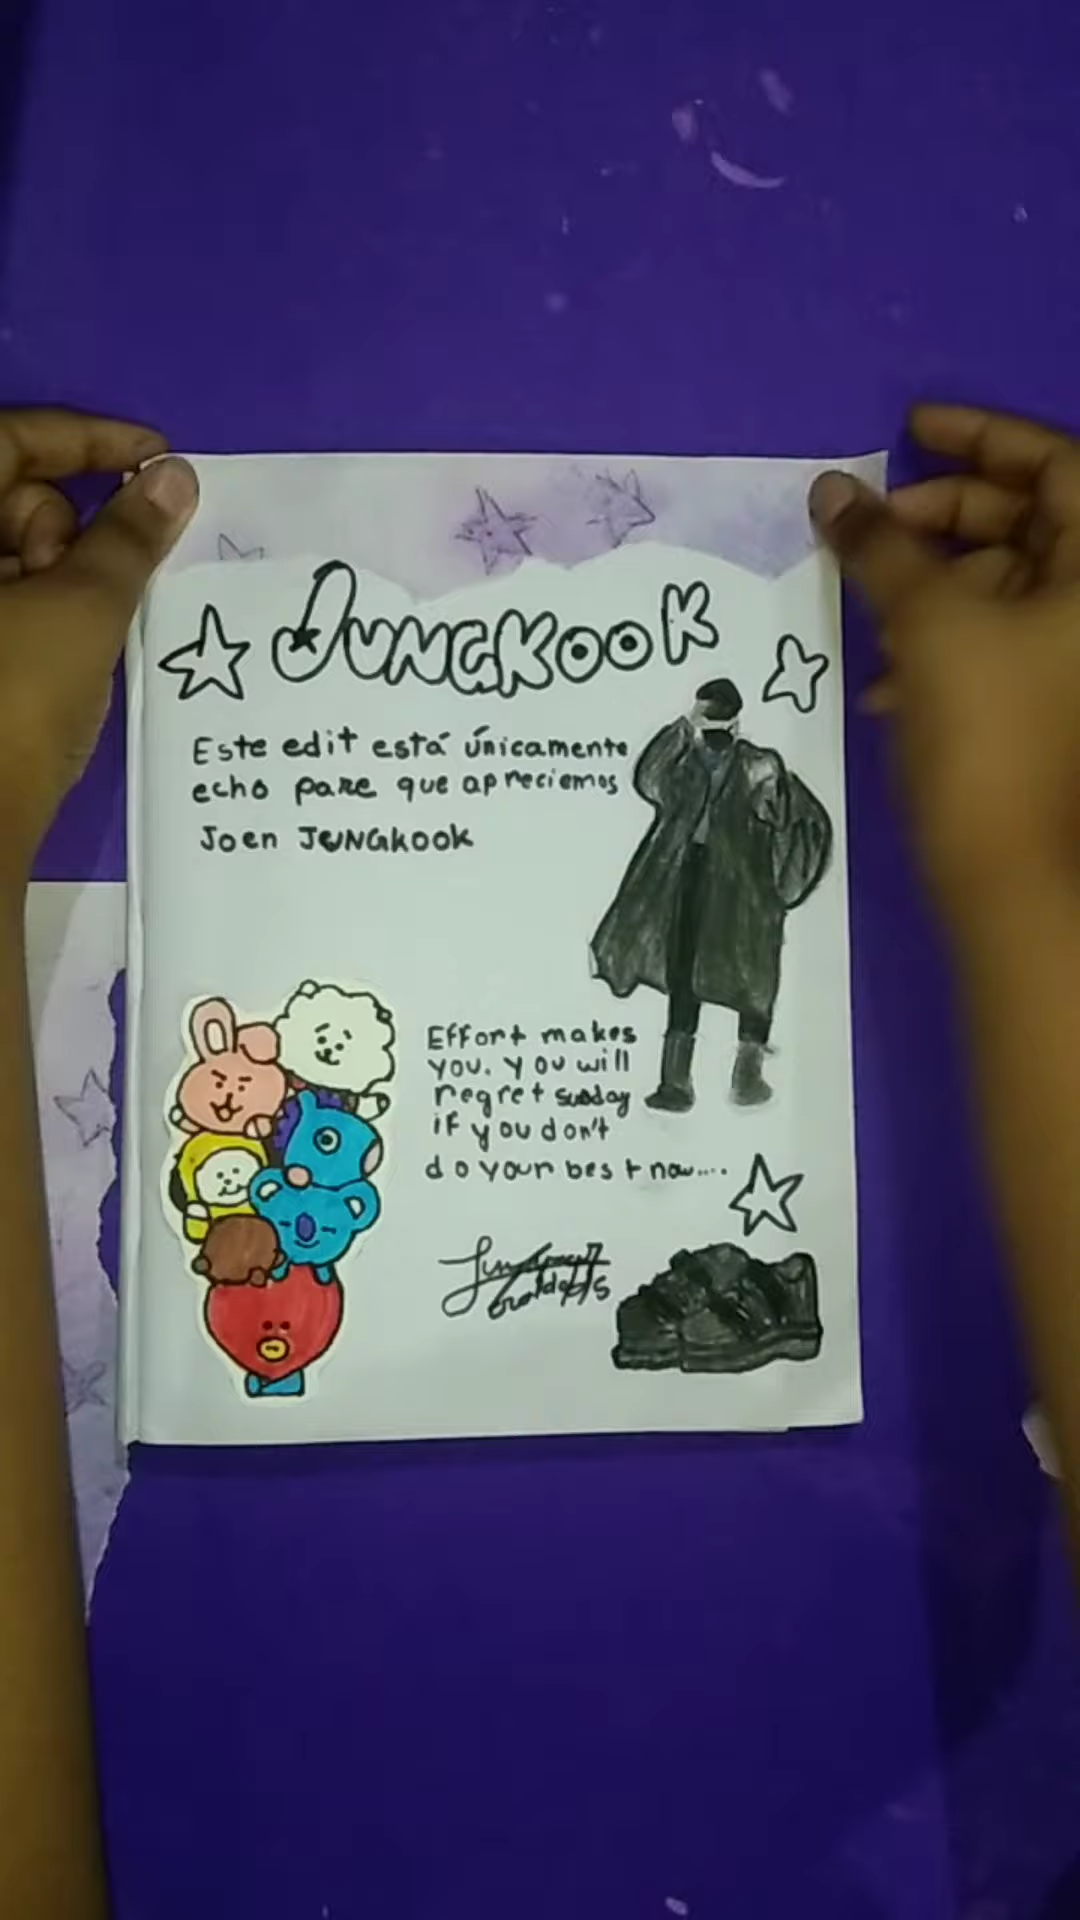 JUNGKOOK
Este edit está únicamente
echo pare que apreciemos
Joen JUNGKOOK
Effort makes
you. you will
regret sunday
if you don't
do your best now....